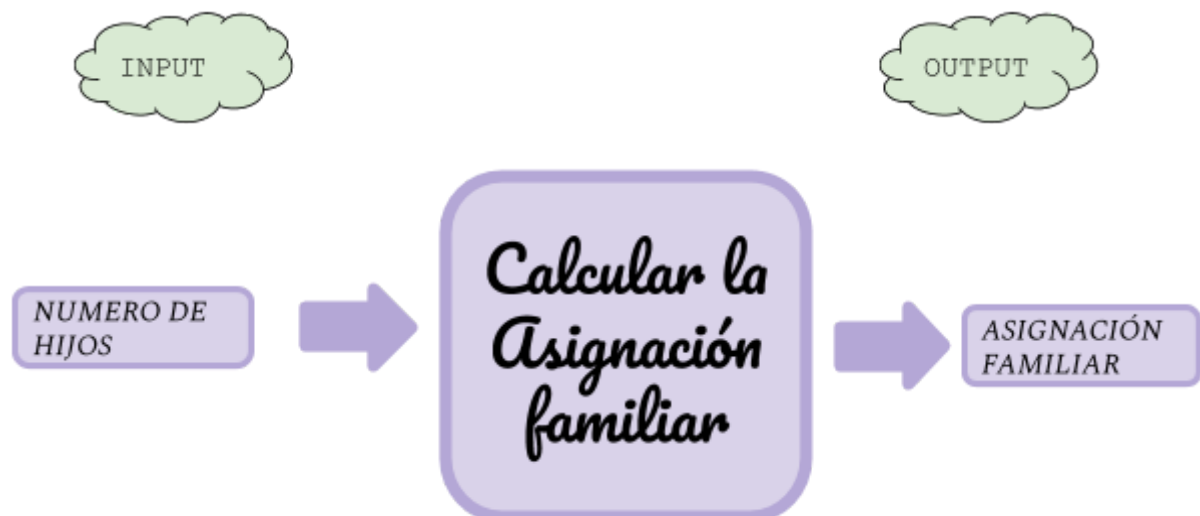 INPUT
OUTPUT
NUMERO DE
HIJOS
Calcular la
Asignación
familiar
ASIGNACIÓN
FAMILIAR